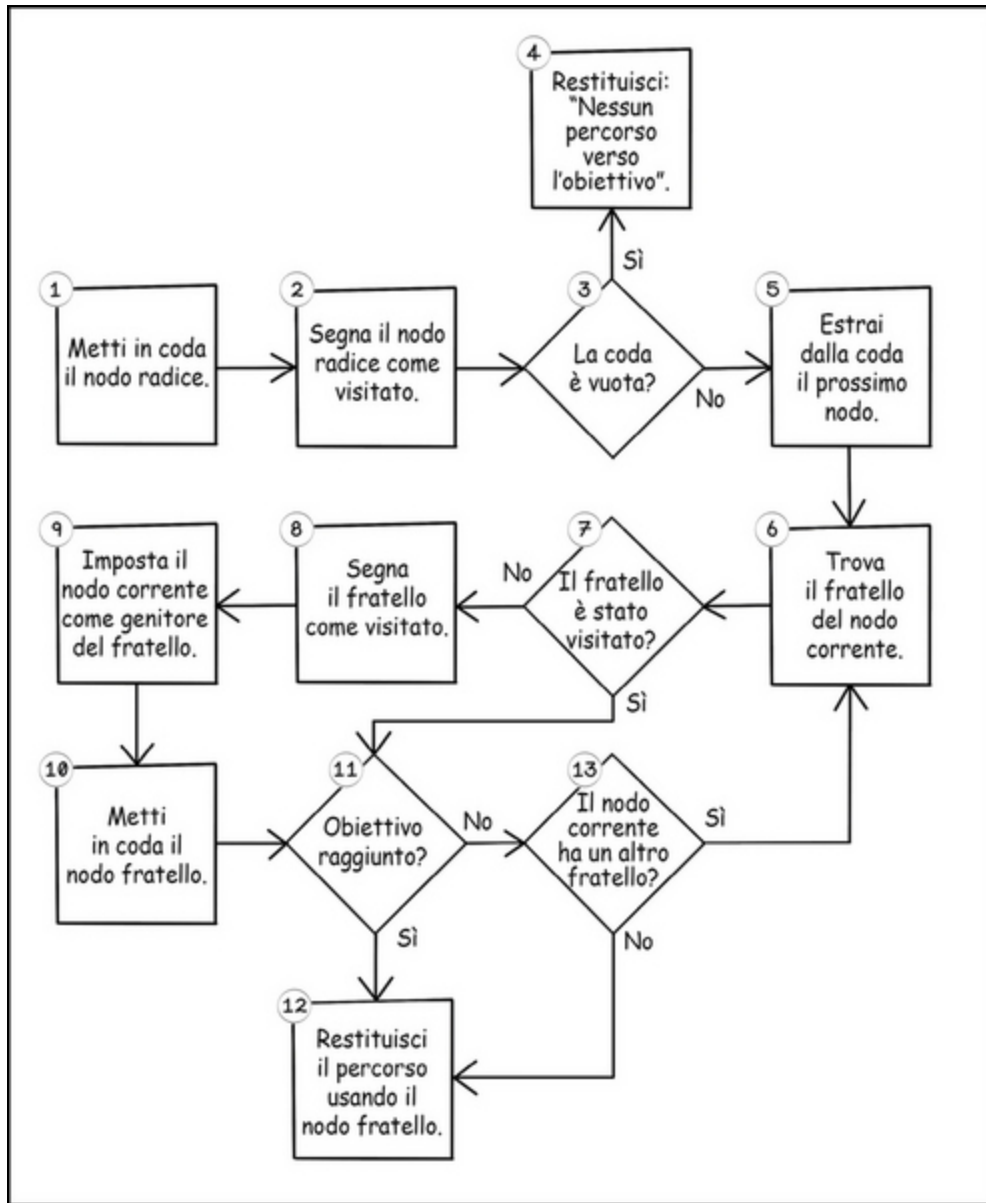 4
Restituisci:
"Nessun
percorso
verso
l'obiettivo".
Sì
1
Metti in coda
il nodo radice.
2
Segna il nodo
radice come
visitato.
3
La coda
è vuota?
No
5
Estrai
dalla coda
il prossimo
nodo.
6
Trova
il fratello
del nodo
corrente.
7
Il fratello
è stato
visitato?
No
Sì
8
Segna
il fratello
come visitato.
9
Imposta il
nodo corrente
come genitore
del fratello.
10
Metti
in coda il
nodo fratello.
11
Obiettivo
raggiunto?
No
Sì
13
Il nodo
corrente
ha un altro
fratello?
Sì
No
12
Restituisci
il percorso
usando il
nodo fratello.